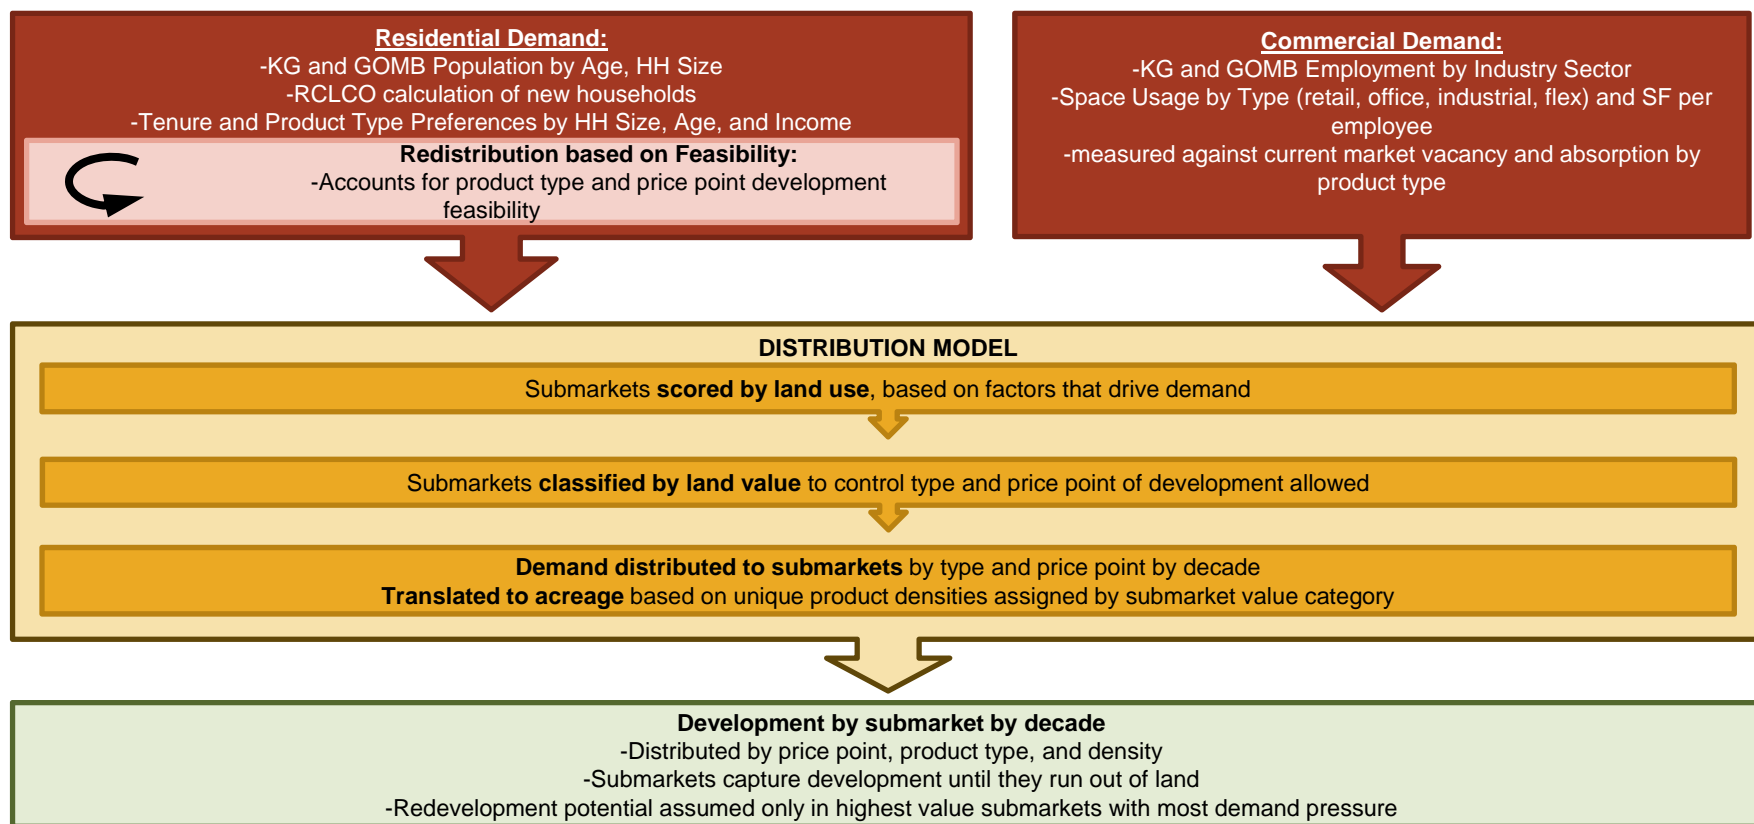 Residential Demand:
-KG and GOMB Population by Age, HH Size
-RCLCO calculation of new households
-Tenure and Product Type Preferences by HH Size, Age, and Income
Redistribution based on Feasibility:
-Accounts for product type and price point development
feasibility
Commercial Demand:
-KG and GOMB Employment by Industry Sector
-Space Usage by Type (retail, office, industrial, flex) and SF per
employee
-measured against current market vacancy and absorption by
product type
DISTRIBUTION MODEL
Submarkets scored by land use, based on factors that drive demand
Submarkets classified by land value to control type and price point of development allowed
Demand distributed to submarkets by type and price point by decade
Translated to acreage based on unique product densities assigned by submarket value category
Development by submarket by decade
-Distributed by price point, product type, and density
-Submarkets capture development until they run out of land
-Redevelopment potential assumed only in highest value submarkets with most demand pressure